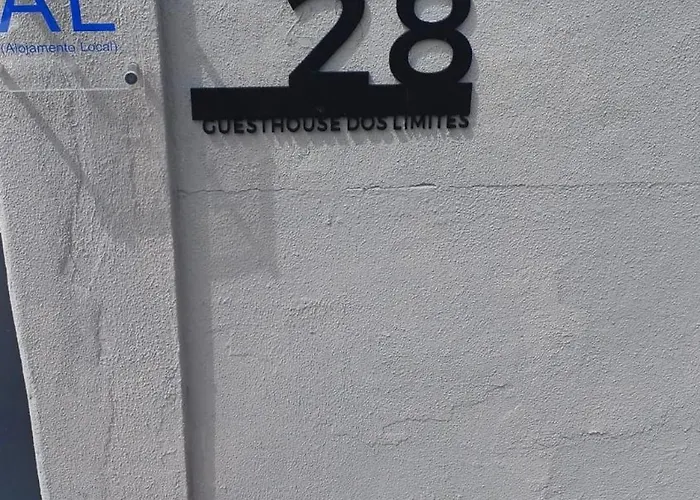 AL
(Alojamento Local)
28
GUESTHOUSE DOS LIMITES